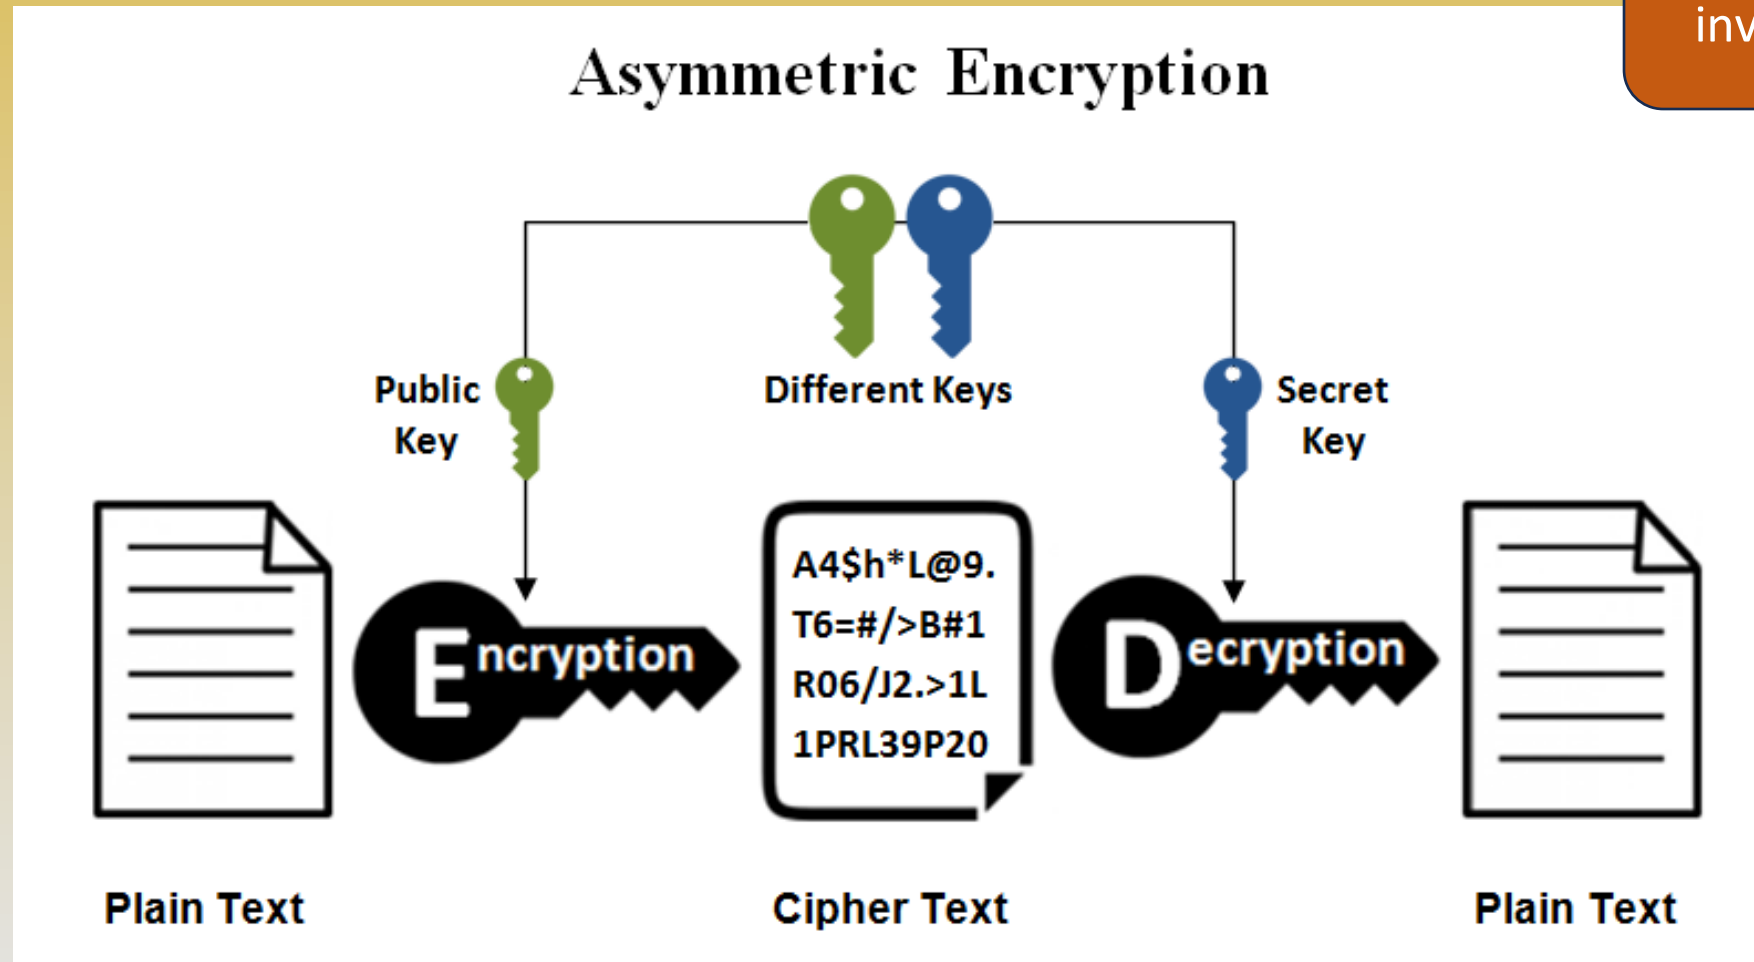 Asymmetric Encryption
Public
Key
Different Keys
Secret
Key
Encryption
A4$h*L@9.
T6=#/>B#1
R06/J2.>1L
1PRL39P20
Decryption
Plain Text
Cipher Text
Plain Text